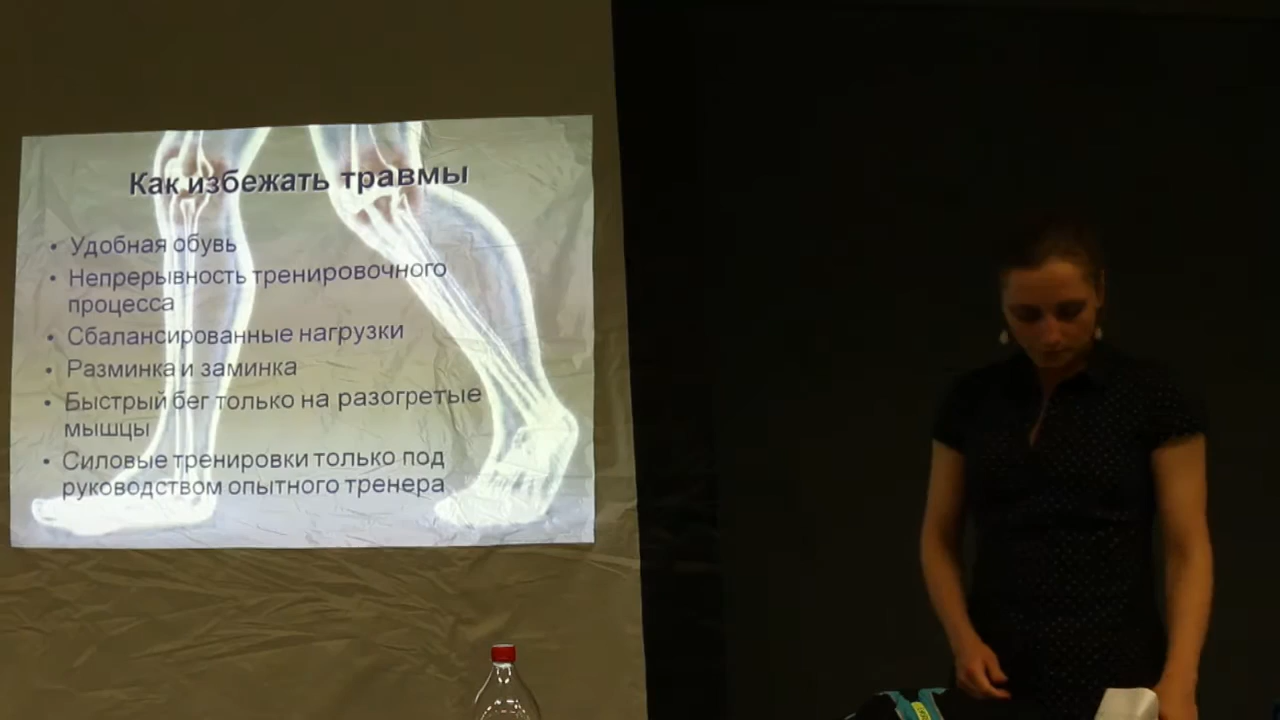 Как избежать травмы
• Удобная обувь
• Непрерывность тренировочного
процесса
• Сбалансированные нагрузки
• Разминка и заминка
• Быстрый бег только на разогретые
мышцы
• Силовые тренировки только под
руководством опытного тренера